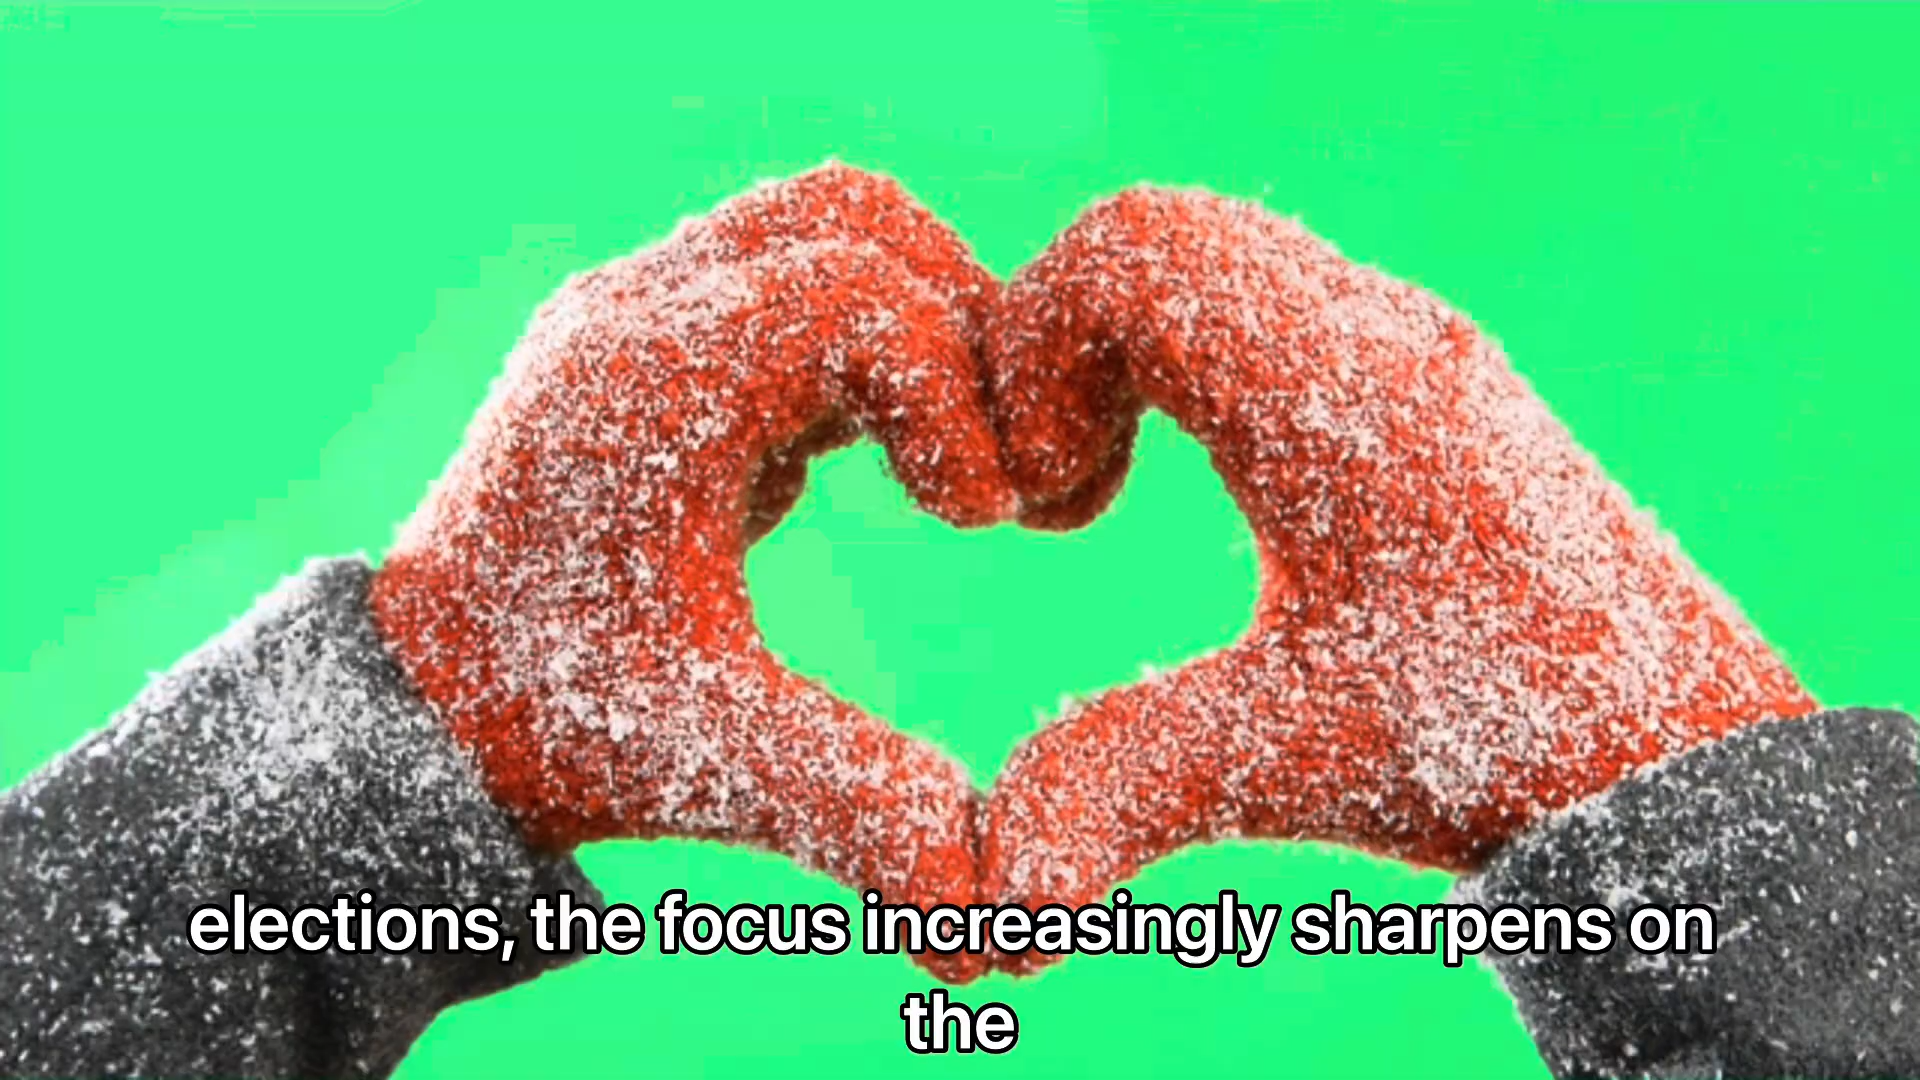 elections, the focus increasingly sharpens on
the